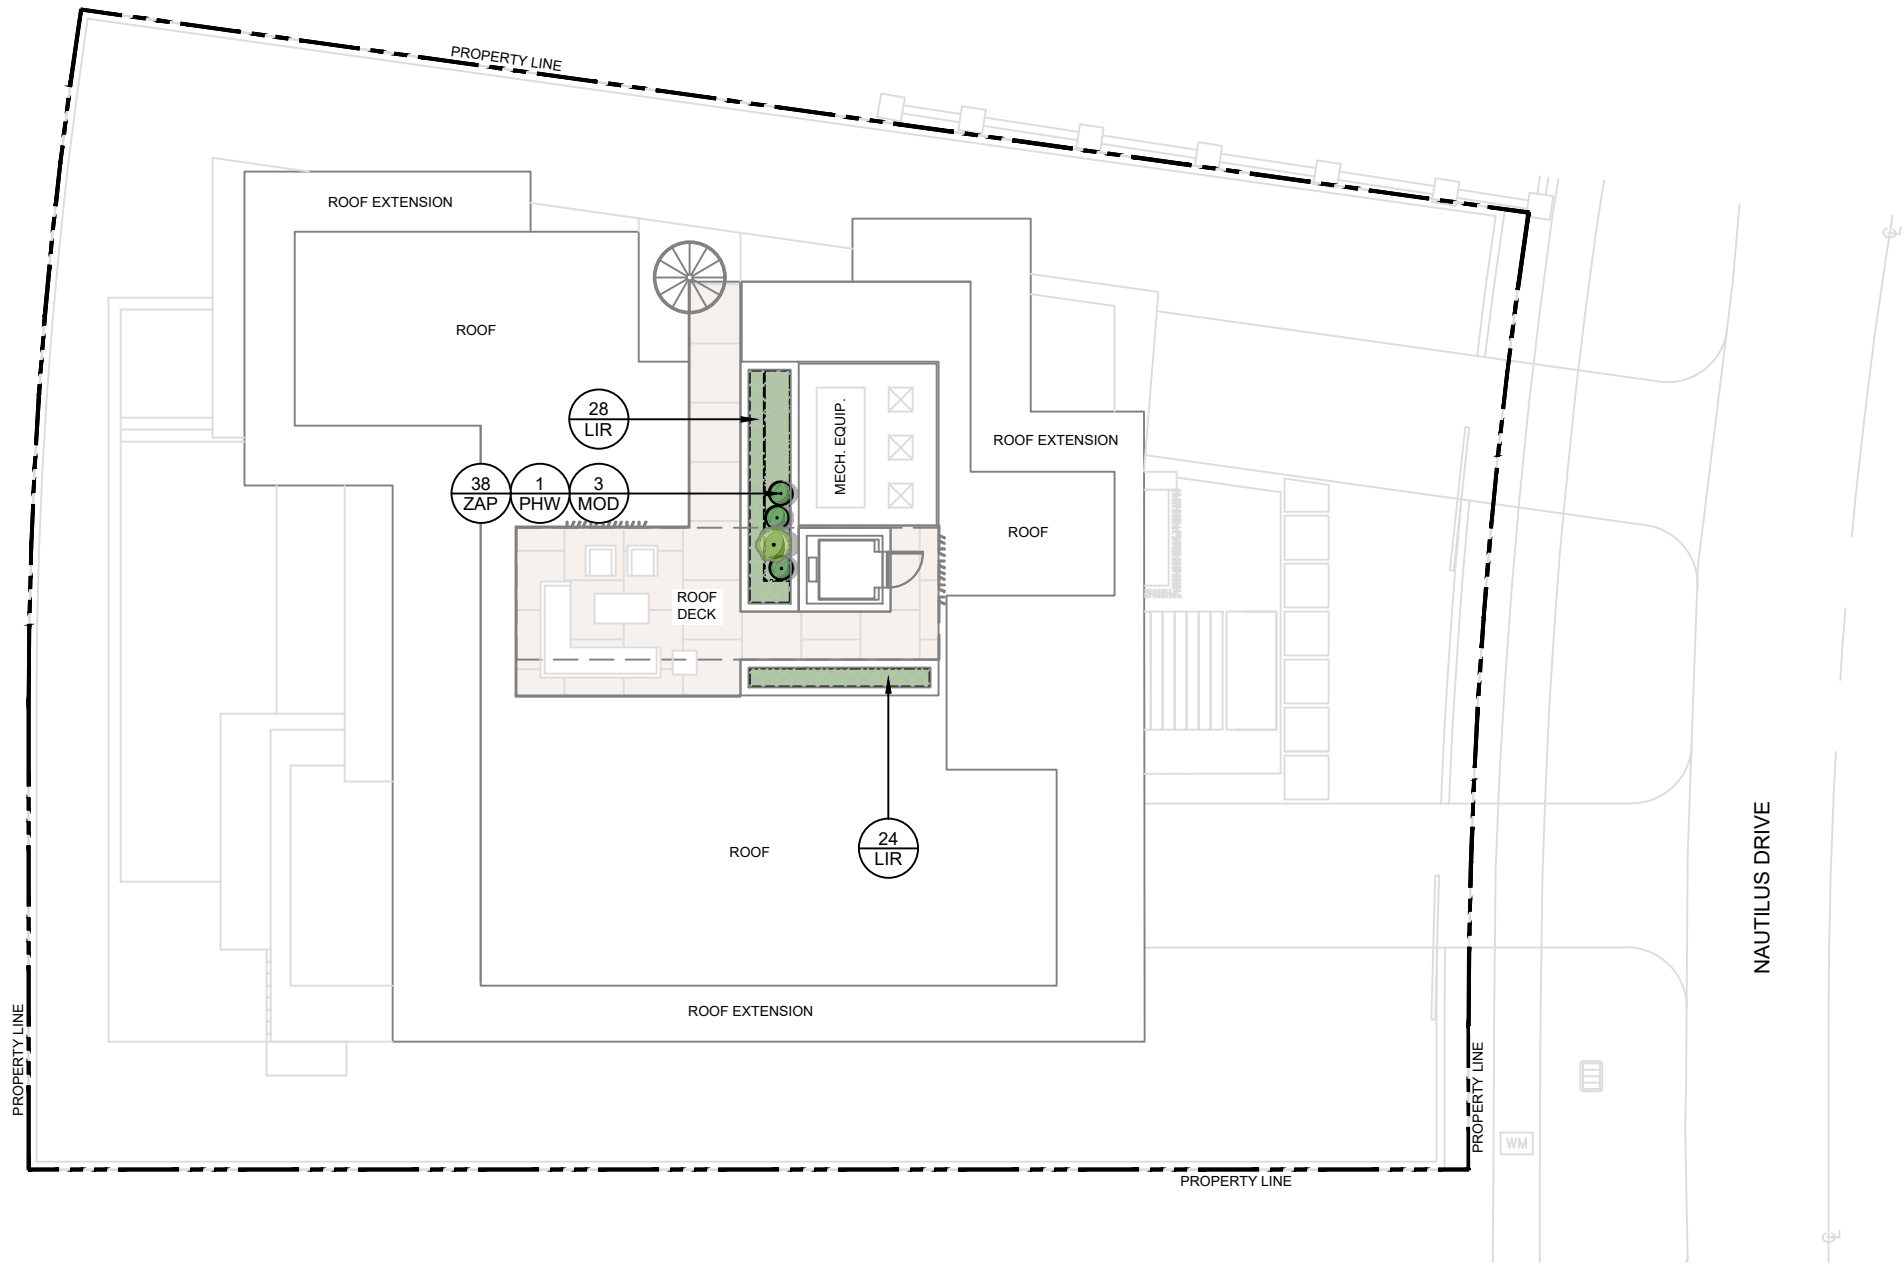 PROPERTY LINE
ROOF EXTENSION
ROOF
28
LIR
MECH. EQUIP.
ROOF EXTENSION
38
ZAP
1
PHW
3
MOD
ROOF
ROOF
DECK
ROOF
24
LIR
NAUTILUS DRIVE
ROOF EXTENSION
PROPERTY LINE
PROPERTY LINE
WM
PROPERTY LINE